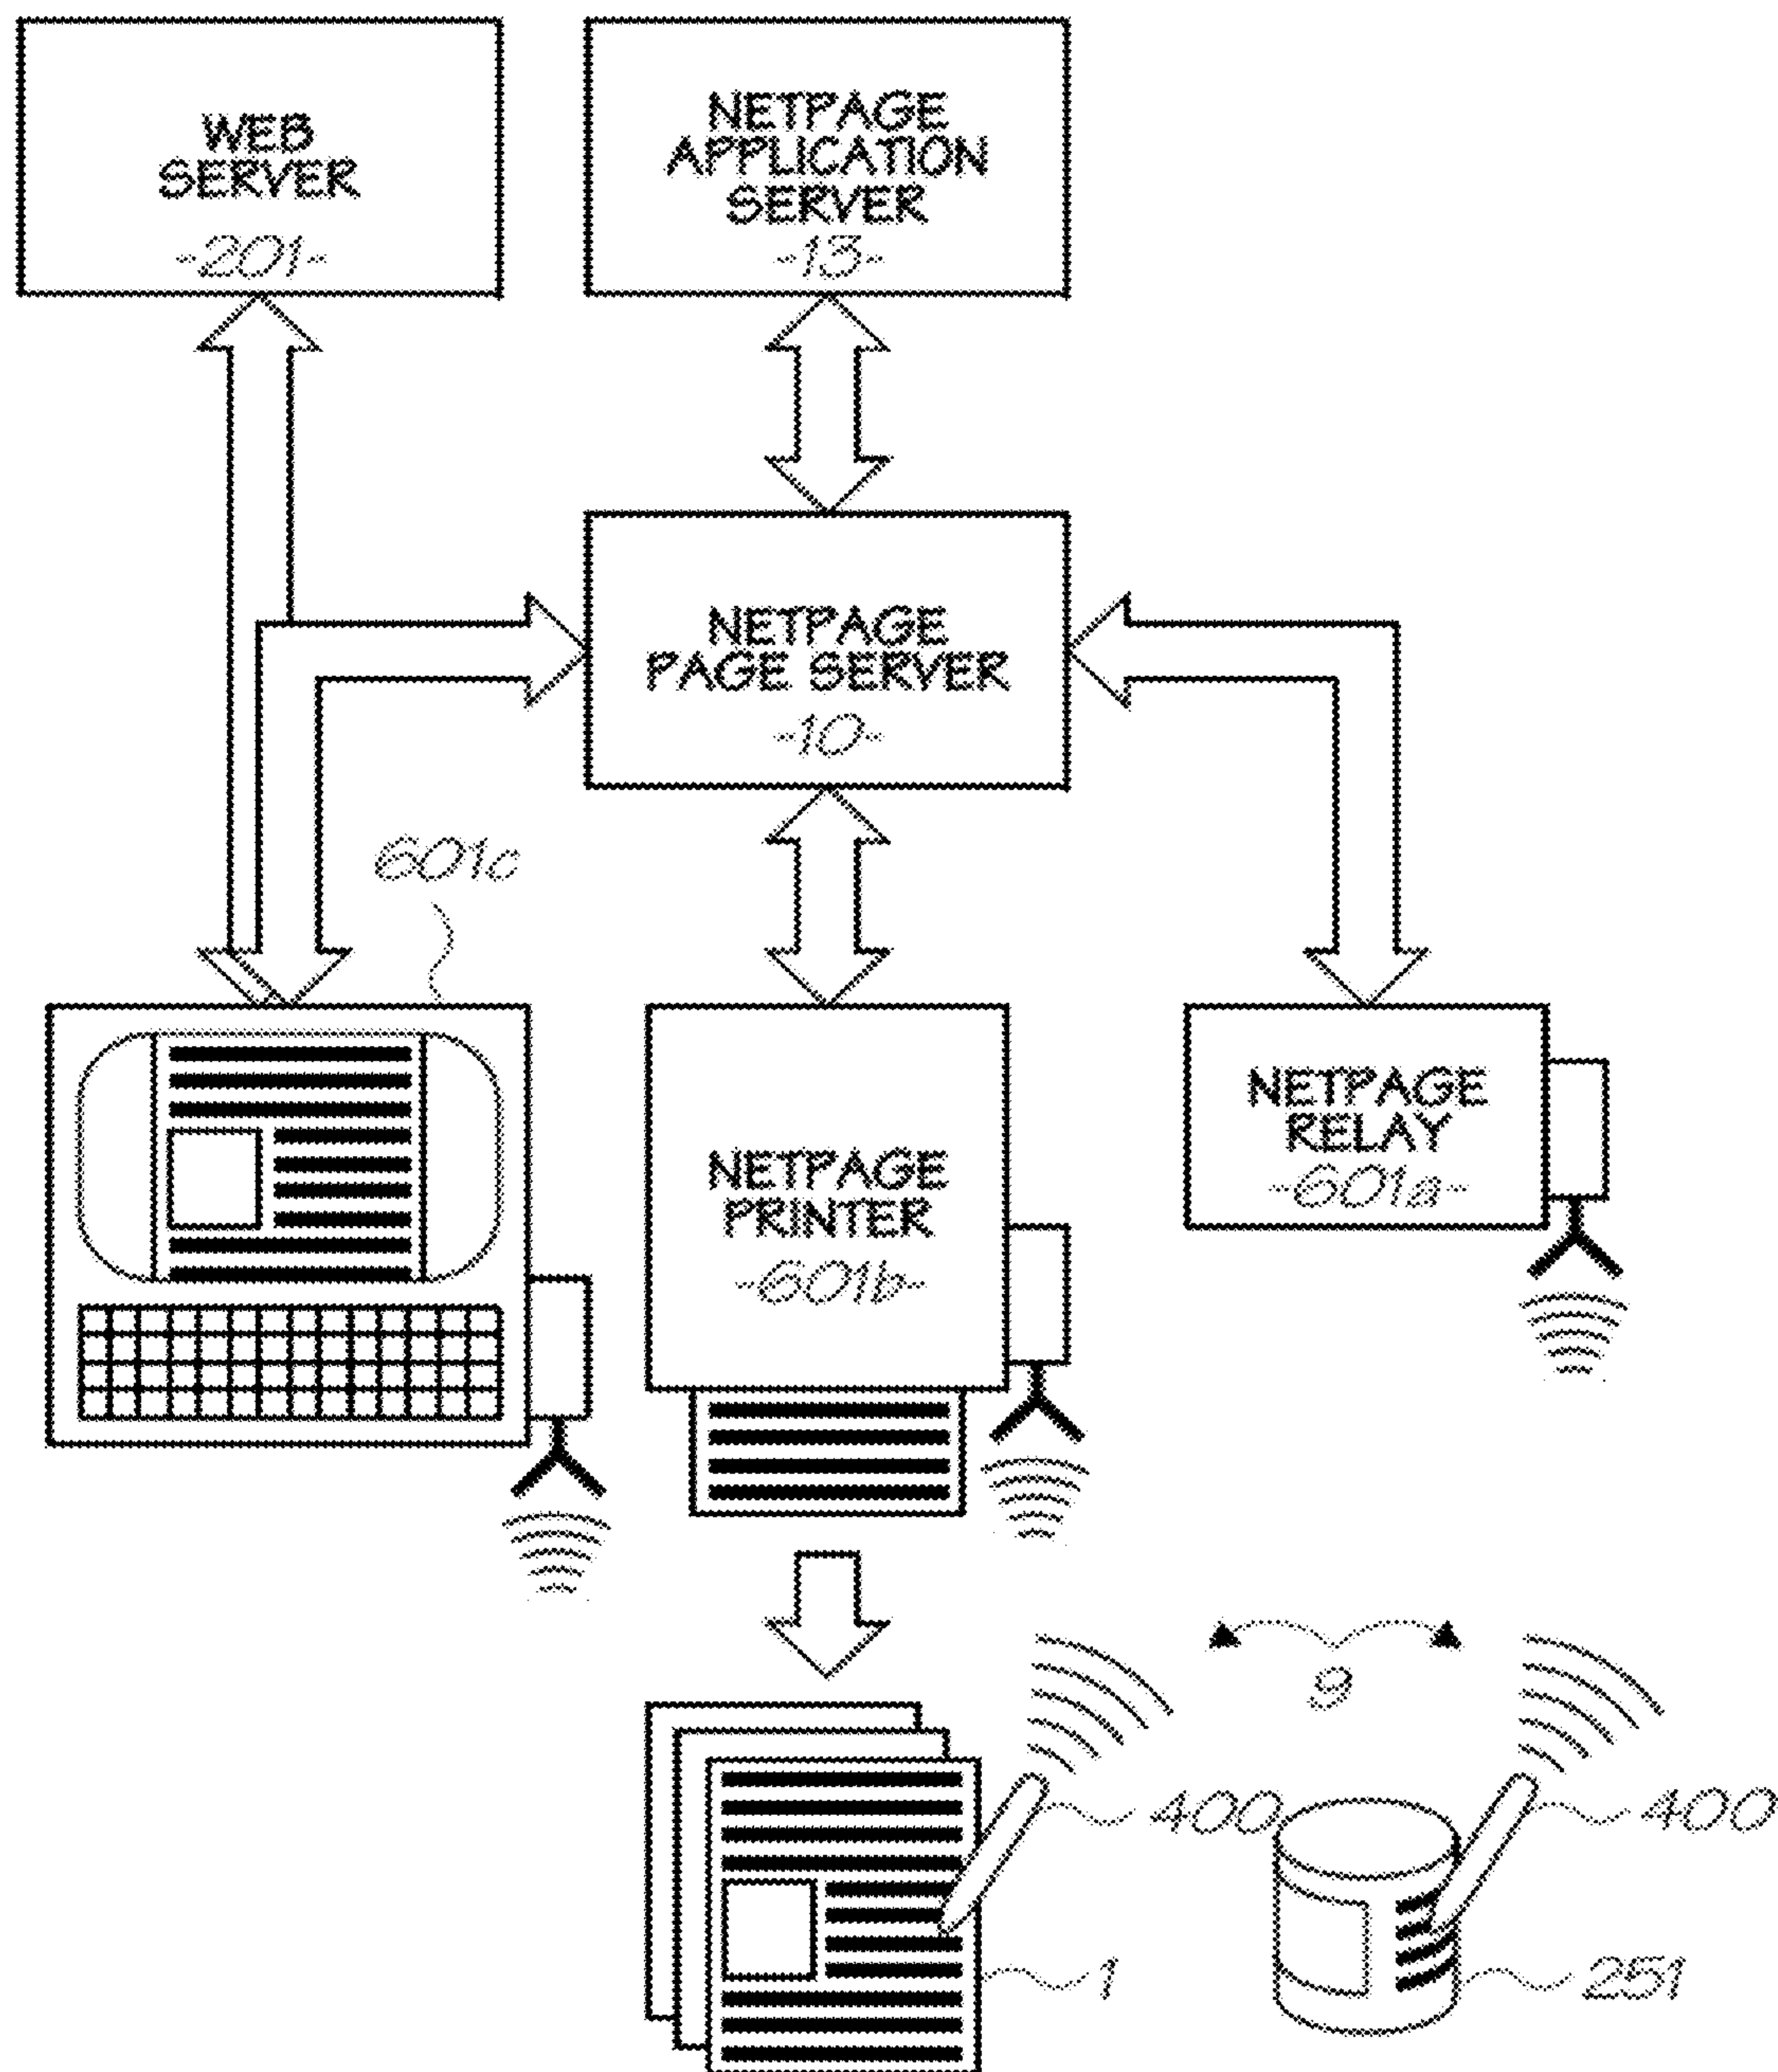 WEB
SERVER
-201-
NETPAGE
APPLICATION
SERVER
-13-
NETPAGE
PAGE SERVER
-10-
601c
NETPAGE
PRINTER
-601b-
NETPAGE
RELAY
-601a-
9
400
400
1
251